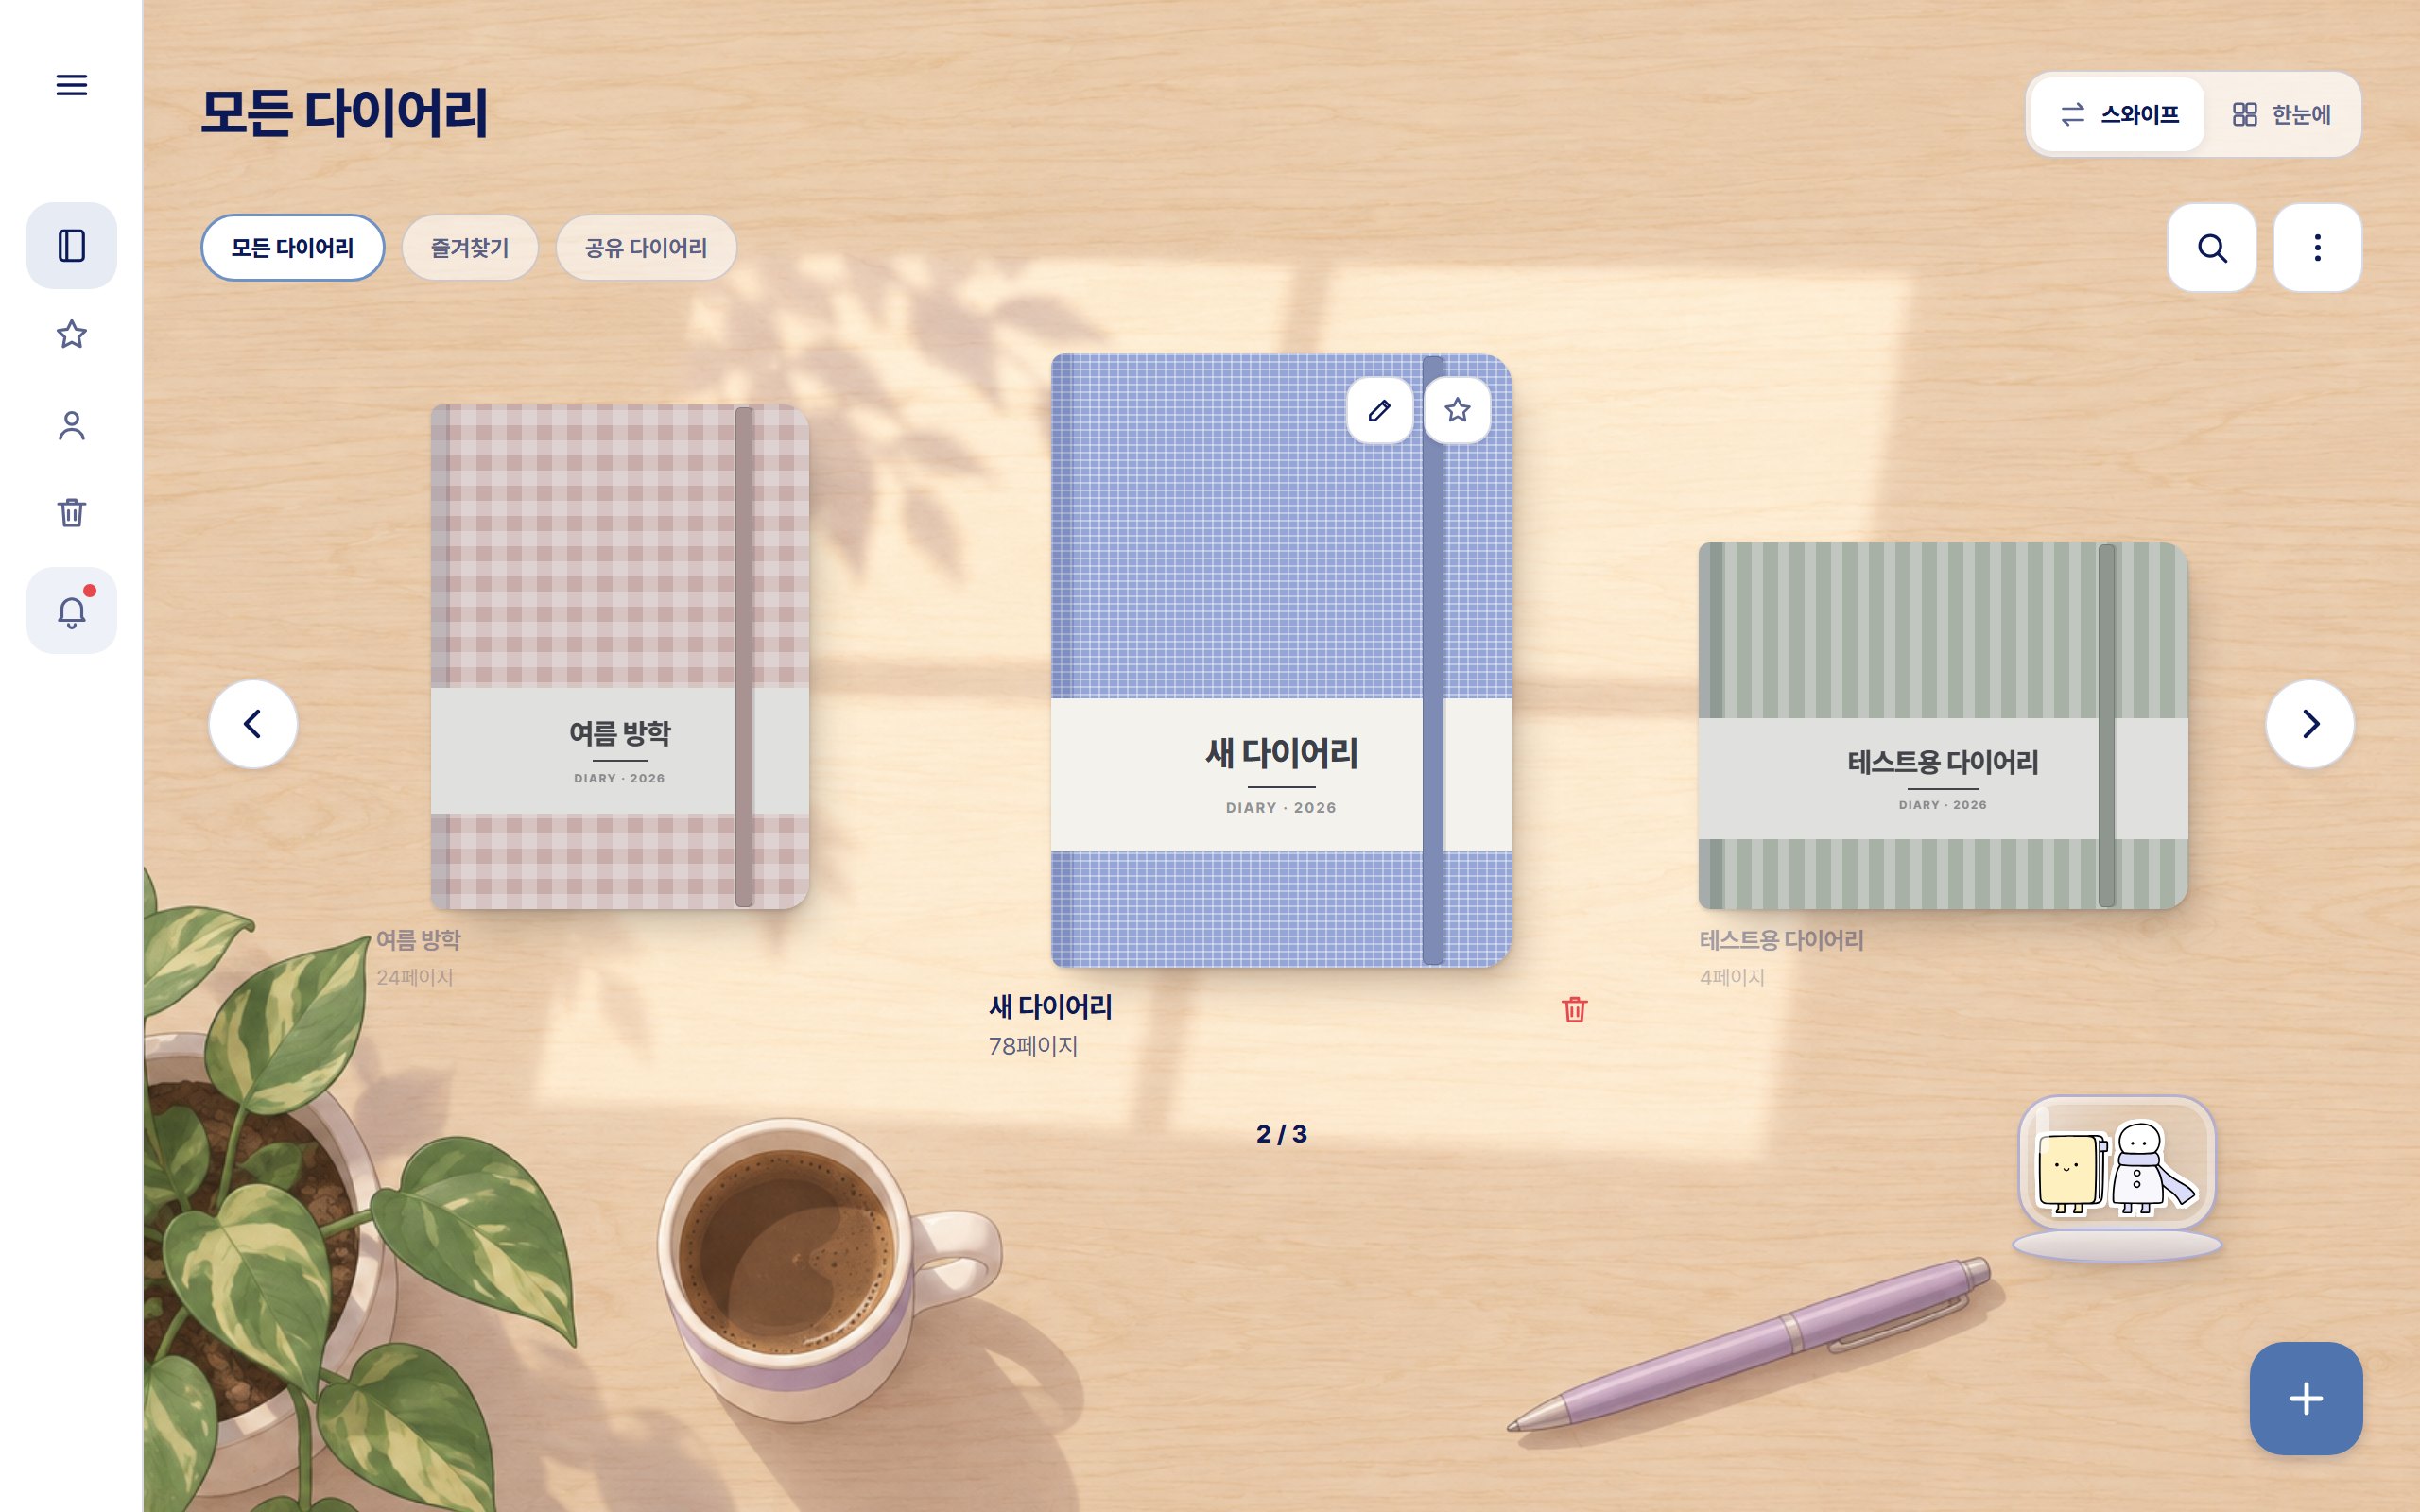 모든 다이어리
스와이프
한눈에
모든 다이어리
즐겨찾기
공유 다이어리
여름 방학
DIARY · 2026
새 다이어리
DIARY · 2026
테스트용 다이어리
DIARY · 2026
여름 방학
24페이지
새 다이어리
78페이지
테스트용 다이어리
4페이지
2 / 3